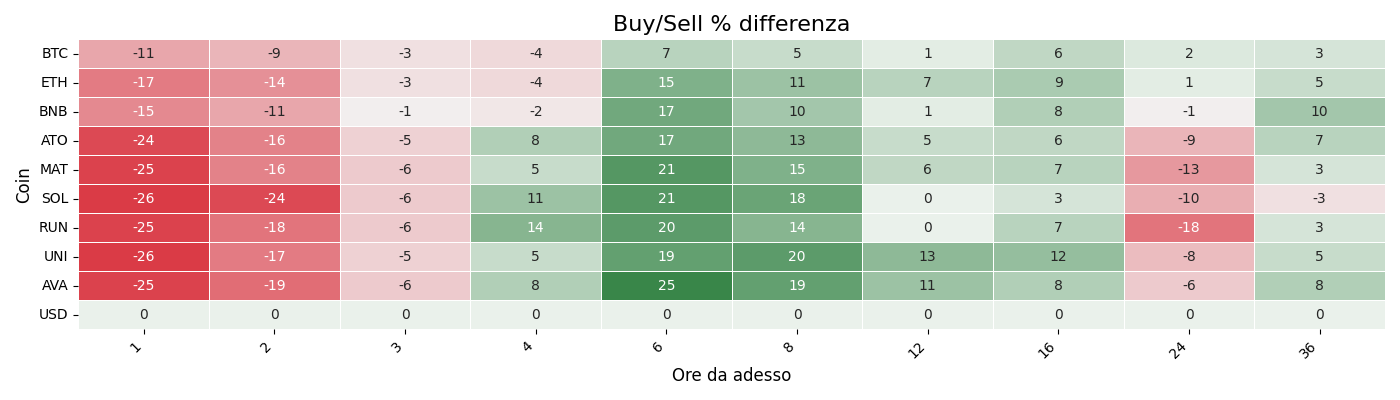 Buy/Sell % differenza
Coin
BTC -11 -9 -3 -4 7 5 1 6 2 3
ETH -17 -14 -3 -4 15 11 7 9 1 5
BNB -15 -11 -1 -2 17 10 1 8 -1 10
ATO -24 -16 -5 8 17 13 5 6 -9 7
MAT -25 -16 -6 5 21 15 6 7 -13 3
SOL -26 -24 -6 11 21 18 0 3 -10 -3
RUN -25 -18 -6 14 20 14 0 7 -18 3
UNI -26 -17 -5 5 19 20 13 12 -8 5
AVA -25 -19 -6 8 25 19 11 8 -6 8
USD 0 0 0 0 0 0 0 0 0 0
1 2 3 4 6 8 12 16 24 36
Ore da adesso